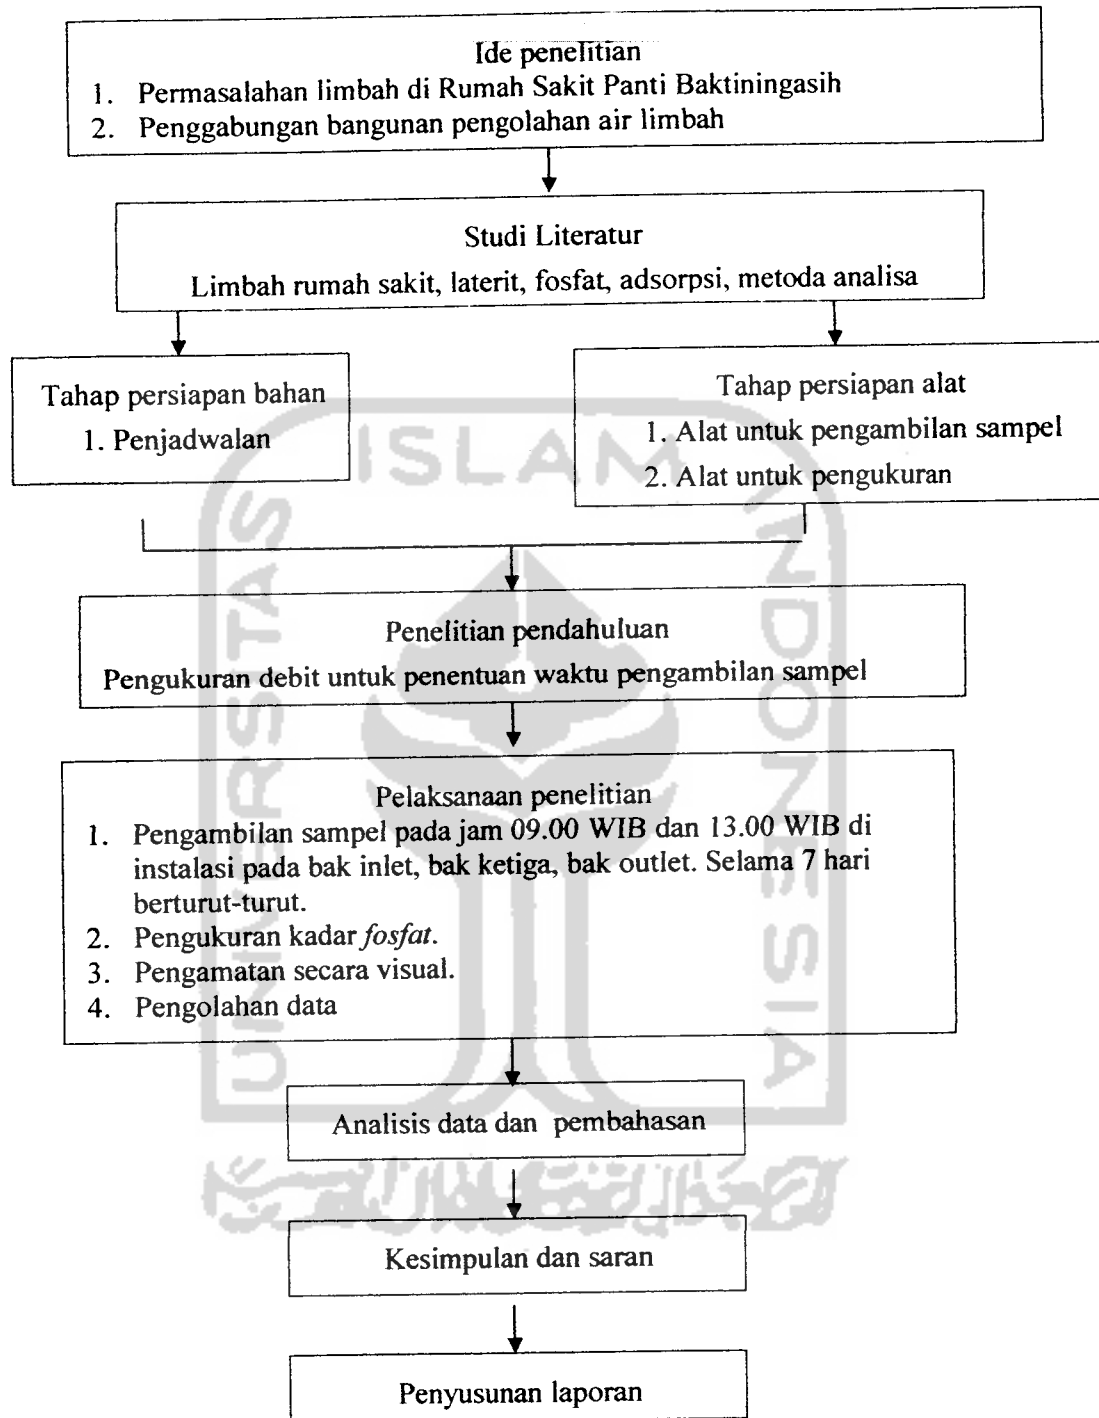 Ide penelitian
1. Permasalahan limbah di Rumah Sakit Panti Baktiningasih
2. Penggabungan bangunan pengolahan air limbah
Studi Literatur
Limbah rumah sakit, laterit, fosfat, adsorpsi, metoda analisa
Tahap persiapan bahan
1. Penjadwalan
Tahap persiapan alat
1. Alat untuk pengambilan sampel
2. Alat untuk pengukuran
Penelitian pendahuluan
Pengukuran debit untuk penentuan waktu pengambilan sampel
Pelaksanaan penelitian
1. Pengambilan sampel pada jam 09.00 WIB dan 13.00 WIB di
instalasi pada bak inlet, bak ketiga, bak outlet. Selama 7 hari
berturut-turut.
2. Pengukuran kadar fosfat.
3. Pengamatan secara visual.
4. Pengolahan data
Analisis data dan pembahasan
Kesimpulan dan saran
Penyusunan laporan
UNIVERSITAS
ISLAM
INDONESIA